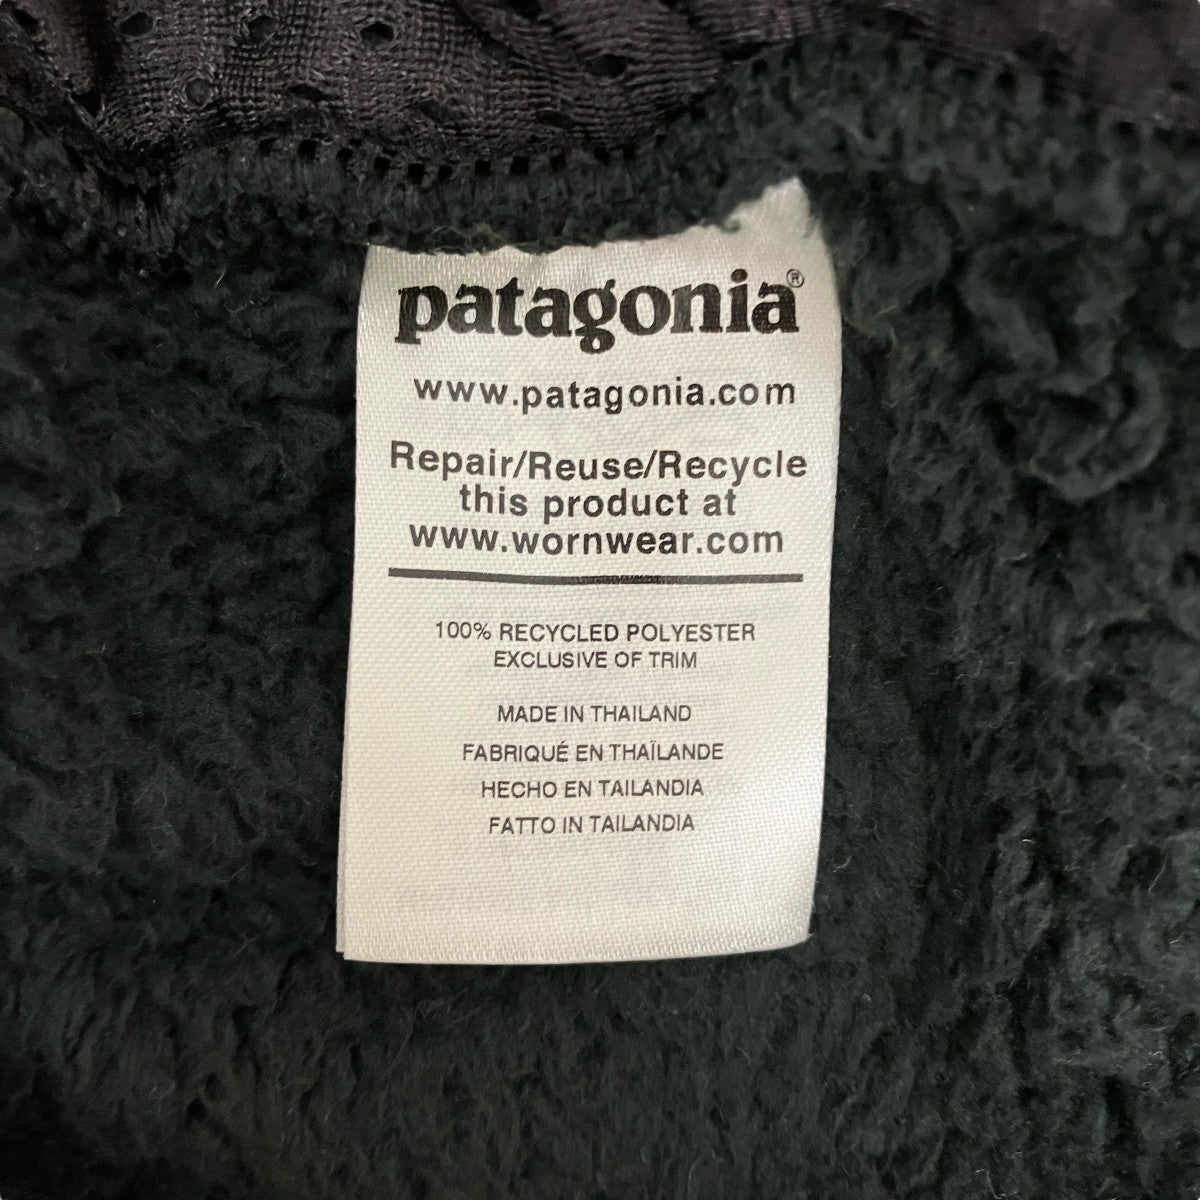 patagonia®
www.patagonia.com
Repair/Reuse/Recycle
this product at
www.wornwear.com
100% RECYCLED POLYESTER
EXCLUSIVE OF TRIM
MADE IN THAILAND
FABRIQUÉ EN THAÏLANDE
HECHO EN TAILANDIA
FATTO IN TAILANDIA